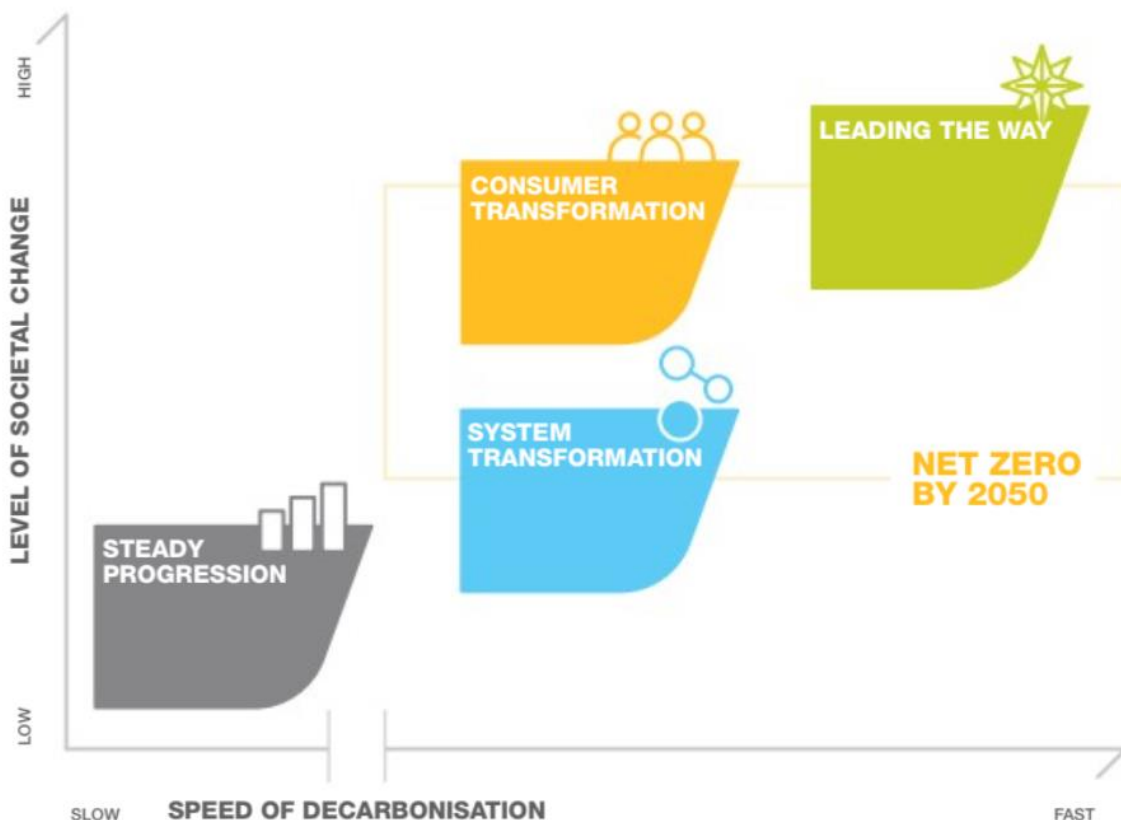 HIGH
LEADING THE WAY
CONSUMER
TRANSFORMATION
LEVEL OF SOCIETAL CHANGE
SYSTEM
TRANSFORMATION
NET ZERO
BY 2050
STEADY
PROGRESSION
LOW
SLOW
SPEED OF DECARBONISATION
FAST